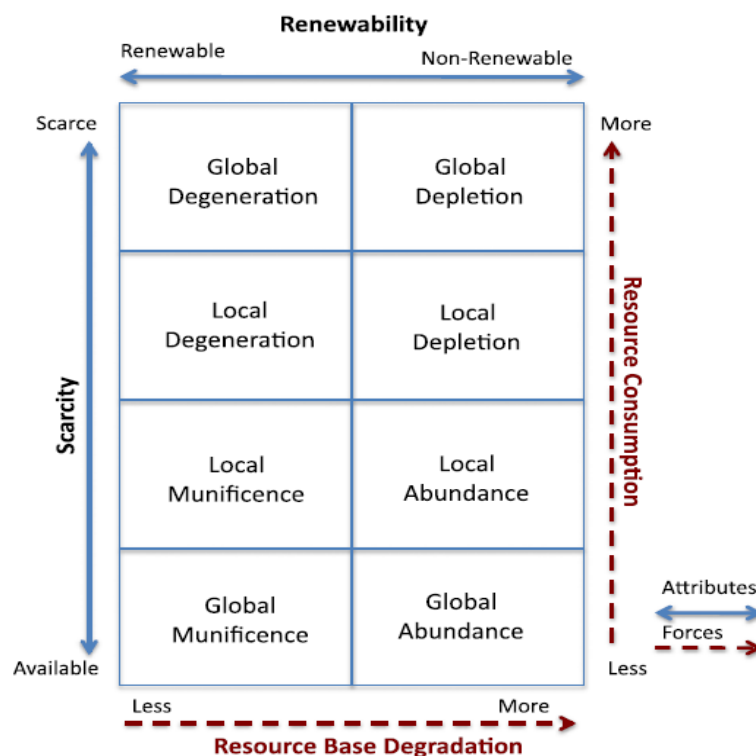 Renewability
Renewable Non-Renewable
Scarce More
Global Degeneration
Global Depletion
Local Degeneration
Local Depletion
Scarcity
Resource Consumption
Local Munificence
Local Abundance
Global Munificence
Global Abundance
Attributes
Forces
Available Less
Less More
Resource Base Degradation